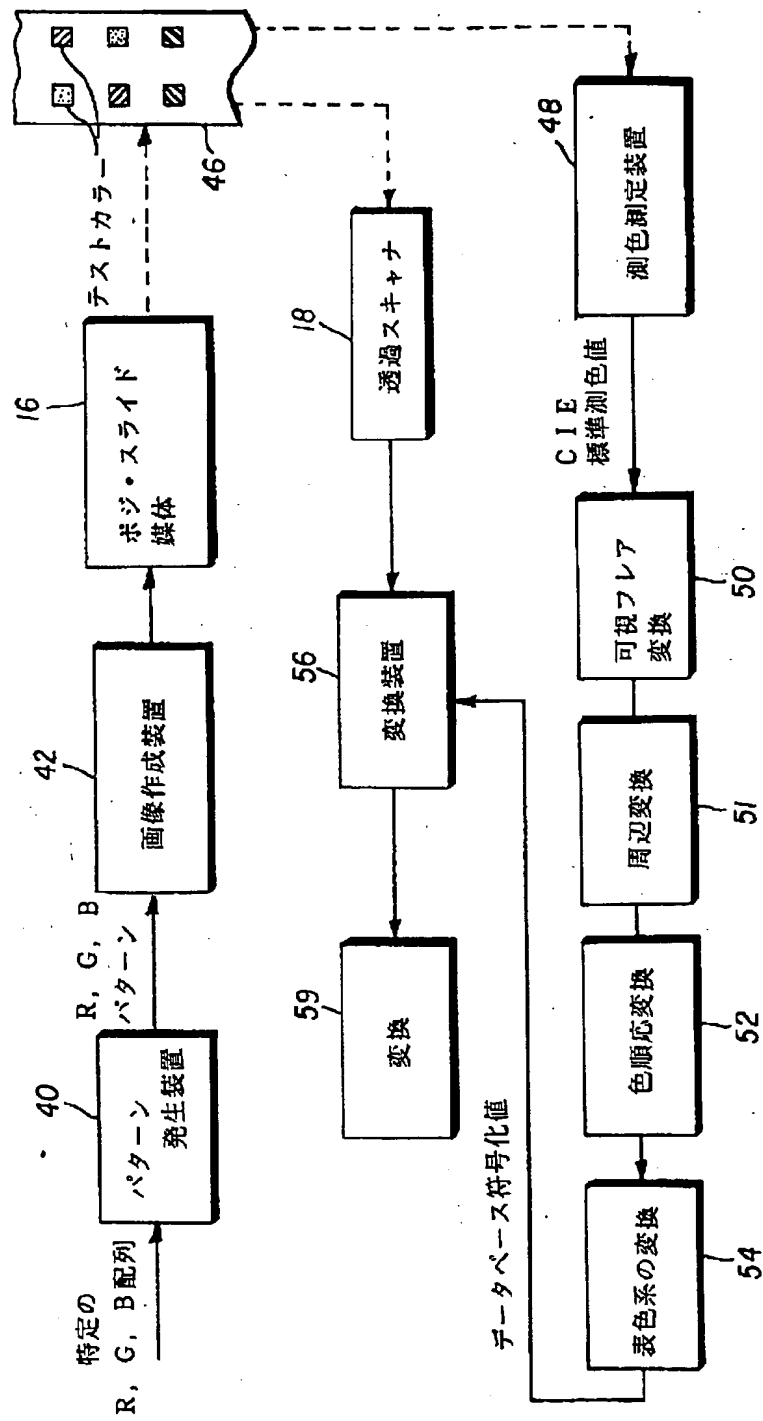 特定の
R, G, B配列
40
パターン
発生装置
R, G, B
パターン
42
画像作成装置
16
ポジ・スライド
媒体
テストカラー
46
18
透過スキャナ
56
変換装置
59
変換
48
測色測定装置
CIE
標準測色値
可視フレア
変換
50
周辺変換
51
色順応変換
52
表色系の変換
54
データベース符号化値